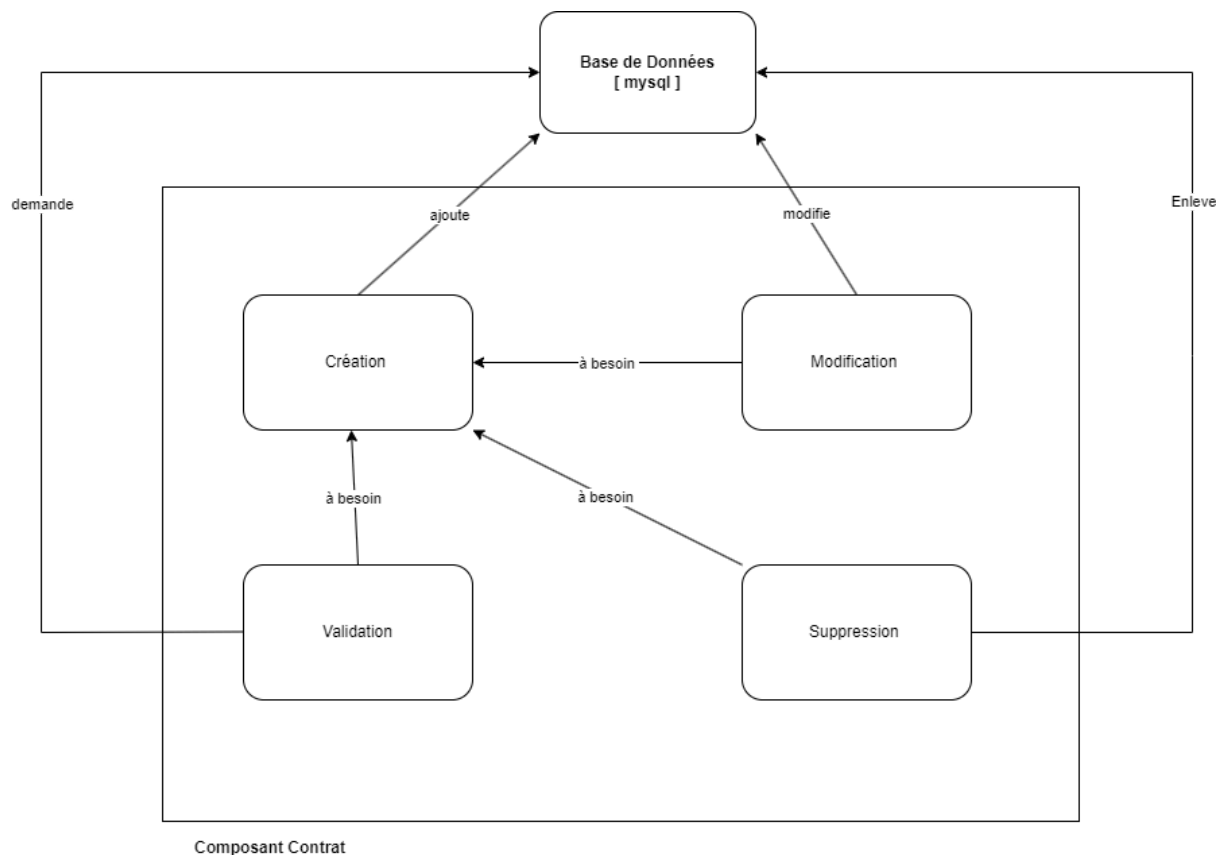 Base de Données
[ mysql ]
demande
Enleve
ajoute
modifie
Création
à besoin
Modification
à besoin
à besoin
Validation
Suppression
Composant Contrat